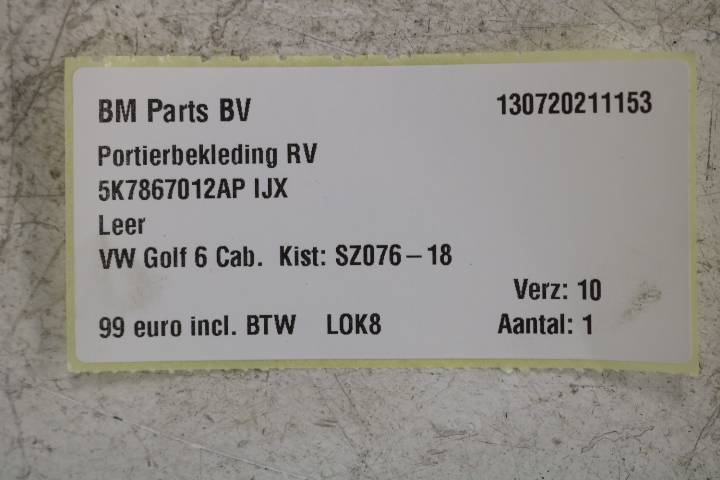 BM Parts BV 130720211153
Portierbekleding RV
5K7867012AP IJX
Leer
VW Golf 6 Cab. Kist: SZ076-18
Verz: 10
99 euro incl. BTW LOK8 Aantal: 1